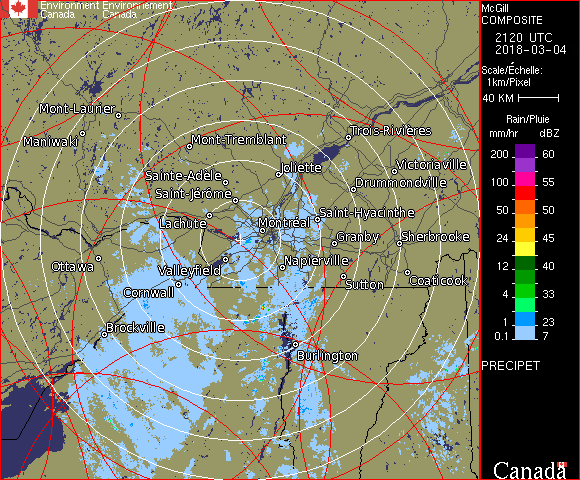 Environment Environnement
Canada Canada
McGill
COMPOSITE
2120 UTC
2018-03-04
Scale/Échelle:
1km/Pixel
40 KM
Rain/Pluie
mm/hr dBZ
200 60
150 57
100 55
50 50
24 45
12 40
4 33
1 23
0.1 7
PRECIPET
Canada
Mont-Laurier
Maniwaki
Mont-Tremblant
Trois-Rivières
Joliette
Victoriaville
Sainte-Adèle
Drummondville
Saint-Jérôme
Lachute
Montréal
Saint-Hyacinthe
Granby
Sherbrooke
Ottawa
Valleyfield
Napierville
Cornwall
Sutton
Coaticook
Brockville
Burlington